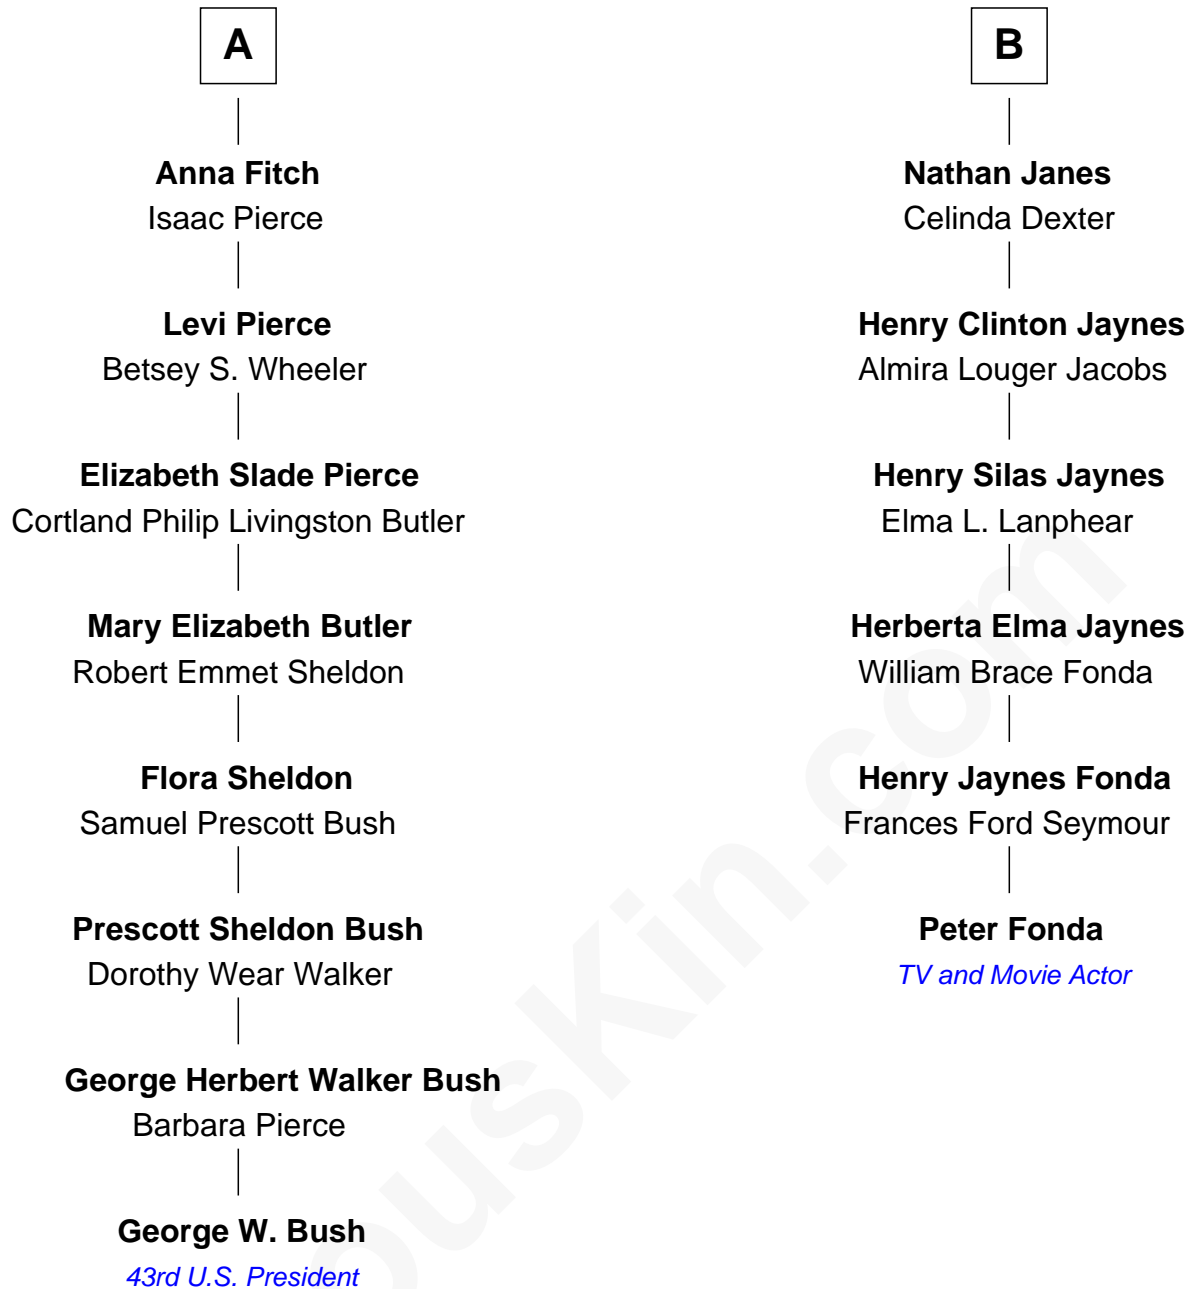 A
Anna Fitch
Isaac Pierce
Levi Pierce
Betsey S. Wheeler
Elizabeth Slade Pierce
Cortland Philip Livingston Butler
Mary Elizabeth Butler
Robert Emmet Sheldon
Flora Sheldon
Samuel Prescott Bush
Prescott Sheldon Bush
Dorothy Wear Walker
George Herbert Walker Bush
Barbara Pierce
George W. Bush
43rd U.S. President
B
Nathan Janes
Celinda Dexter
Henry Clinton Jaynes
Almira Louger Jacobs
Henry Silas Jaynes
Elma L. Lanphear
Herberta Elma Jaynes
William Brace Fonda
Henry Jaynes Fonda
Frances Ford Seymour
Peter Fonda
TV and Movie Actor
ousKin.com